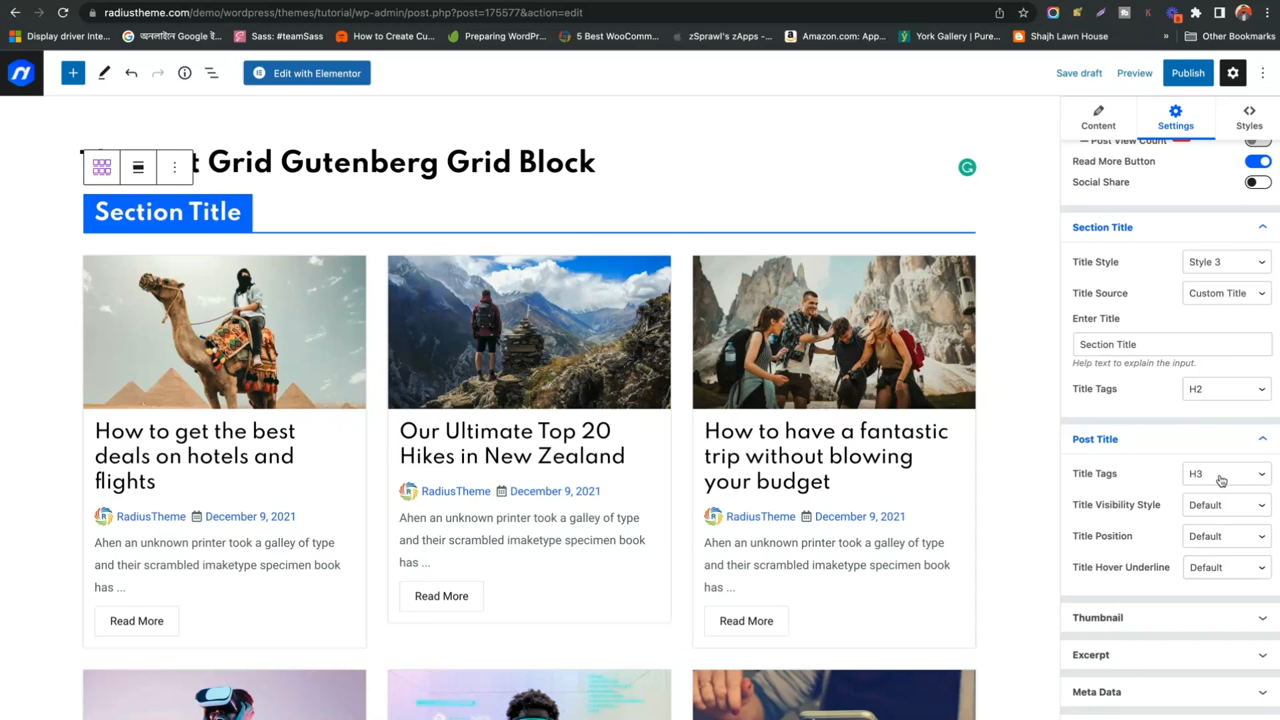 radiustheme.com/demo/wordpress/themes/tutorial/wp-admin/post.php?post=175577&action=edit
Display driver Inte...
অনলাইনে Google ই...
Sass: #teamSass
How to Create Cu...
Preparing WordPr...
5 Best WooComm...
zSprawl's zApps -...
Amazon.com: App...
York Gallery | Pure...
Shajh Lawn House
»
Other Bookmarks
Edit with Elementor
Save draft
Preview
Publish
Content
Settings
Styles
t Grid Gutenberg Grid Block
Section Title
How to get the best
deals on hotels and
flights
RadiusTheme December 9, 2021
Ahen an unknown printer took a galley of type
and their scrambled imaketype specimen book
has ...
Read More
Our Ultimate Top 20
Hikes in New Zealand
RadiusTheme December 9, 2021
Ahen an unknown printer took a galley of type
and their scrambled imaketype specimen book
has ...
Read More
How to have a fantastic
trip without blowing
your budget
RadiusTheme December 9, 2021
Ahen an unknown printer took a galley of type
and their scrambled imaketype specimen book
has ...
Read More
— Post View Count
Read More Button
Social Share
Section Title
Title Style Style 3
Title Source Custom Title
Enter Title
Section Title
Help text to explain the input.
Title Tags H2
Post Title
Title Tags H3
Title Visibility Style Default
Title Position Default
Title Hover Underline Default
Thumbnail
Excerpt
Meta Data